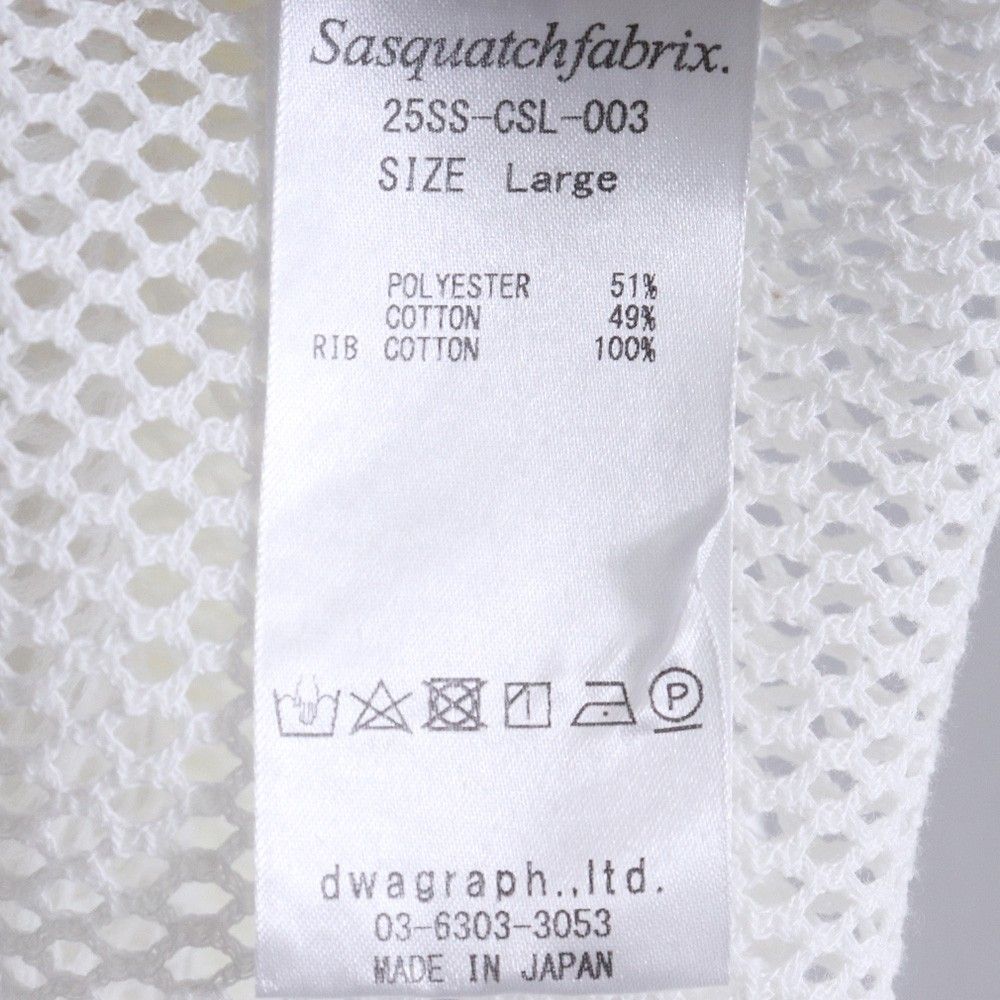 Sasquatchfabrix.
25SS-CSL-003
SIZE Large
POLYESTER 51%
COTTON 49%
RIB COTTON 100%
P
dwagraph.,ltd.
03-6303-3053
MADE IN JAPAN